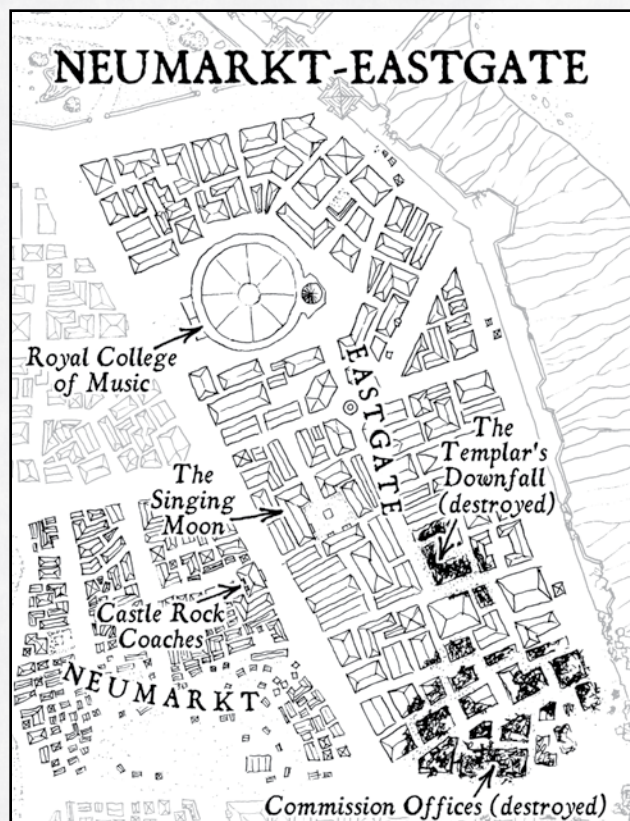 NEUMARKT-EASTGATE
Royal College
of Music
EASTGATE
The
Templar's
Downfall
(destroyed)
The
Singing
Moon
Castle Rock
Coaches
NEUMARKT
Commission Offices (destroyed)